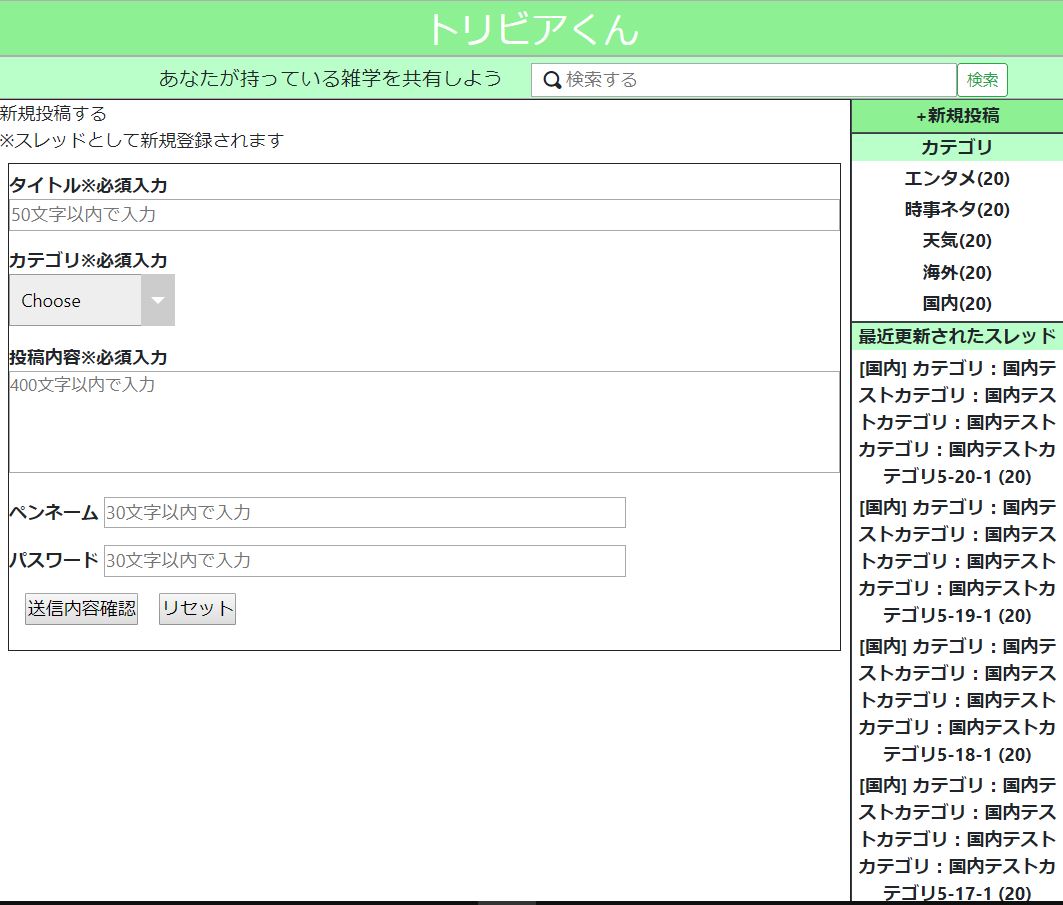 トリビアくん
あなたが持っている雑学を共有しよう
検索する
検索
新規投稿する
※スレッドとして新規登録されます
タイトル※必須入力
50文字以内で入力
カテゴリ※必須入力
Choose
投稿内容※必須入力
400文字以内で入力
ペンネーム 30文字以内で入力
パスワード 30文字以内で入力
送信内容確認 リセット
+新規投稿
カテゴリ
エンタメ(20)
時事ネタ(20)
天気(20)
海外(20)
国内(20)
最近更新されたスレッド
[国内] カテゴリ：国内テ
ストカテゴリ：国内テス
トカテゴリ：国内テスト
カテゴリ：国内テストカ
テゴリ5-20-1 (20)
[国内] カテゴリ：国内テ
ストカテゴリ：国内テス
トカテゴリ：国内テスト
カテゴリ：国内テストカ
テゴリ5-19-1 (20)
[国内] カテゴリ：国内テ
ストカテゴリ：国内テス
トカテゴリ：国内テスト
カテゴリ：国内テストカ
テゴリ5-18-1 (20)
[国内] カテゴリ：国内テ
ストカテゴリ：国内テス
トカテゴリ：国内テスト
カテゴリ：国内テストカ
テゴリ5-17-1 (20)